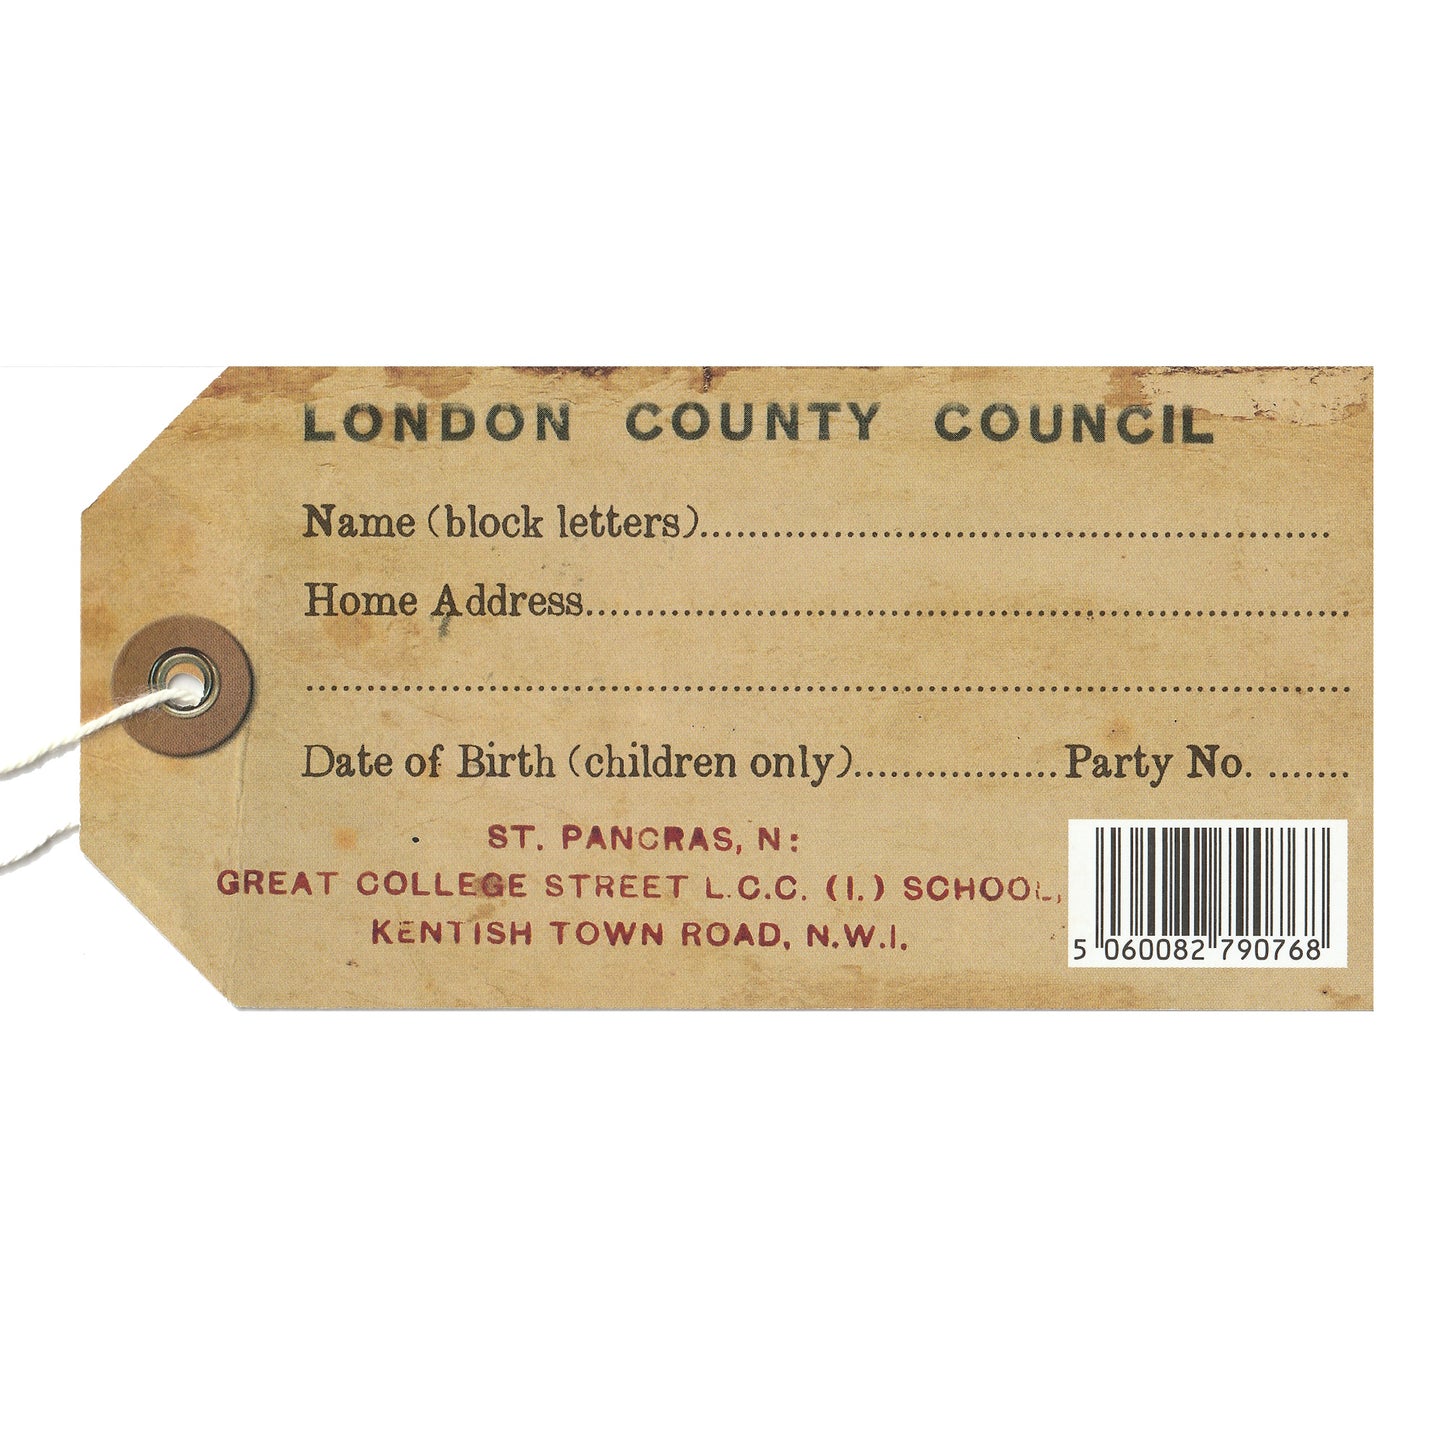 LONDON COUNTY COUNCIL
Name (block letters)....................................................
Home Address...............................................................
.......................................................................................
Date of Birth (children only).................Party No. .......
ST. PANCRAS, N:
GREAT COLLEGE STREET L.C.C. (I.) SCHOOL,
KENTISH TOWN ROAD, N.W.I.
5 060082 790768